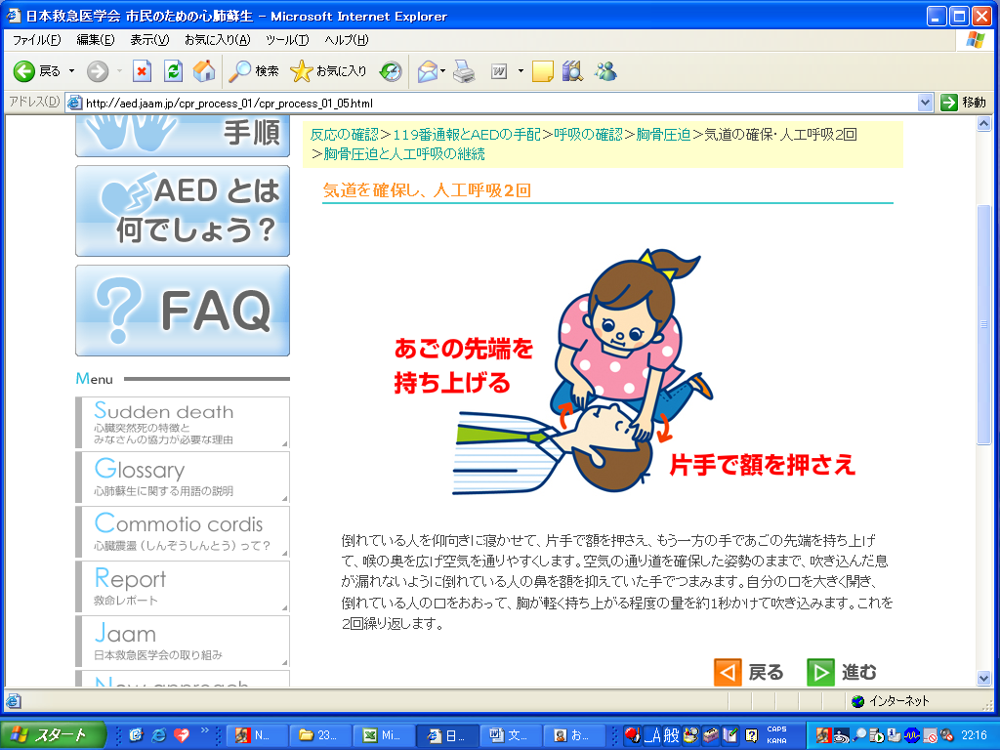 日本救急医学会 市民のための心肺蘇生 - Microsoft Internet Explorer
ファイル(F) 編集(E) 表示(V) お気に入り(A) ツール(T) ヘルプ(H)
戻る 検索 お気に入り
アドレス(D) http://aed.jaam.jp/cpr_process_01/cpr_process_01_05.html 移動
手順
AED とは
何でしょう？
FAQ
Menu
Sudden death
心臓突然死の特徴と
みなさんの協力が必要な理由
Glossary
心肺蘇生に関する用語の説明
Commotio cordis
心臓震盪（しんぞうしんとう）って？
Report
救命レポート
Jaam
日本救急医学会の取り組み
New approach
反応の確認＞119番通報とAEDの手配＞呼吸の確認＞胸骨圧迫＞気道の確保・人工呼吸2回
＞胸骨圧迫と人工呼吸の継続
気道を確保し、人工呼吸2回
あごの先端を
持ち上げる
片手で額を押さえ
倒れている人を仰向きに寝かせて、片手で額を押さえ、もう一方の手であごの先端を持ち上げ
て、喉の奥を広げ空気を通りやすくします。空気の通り道を確保した姿勢のままで、吹き込んだ息
が漏れないように倒れている人の鼻を額を抑えていた手でつまみます。自分の口を大きく開き、
倒れている人の口をおおって、胸が軽く持ち上がる程度の量を約1秒かけて吹き込みます。これを
2回繰り返します。
戻る 進む
インターネット
スタート N... 23... Mi... 日... 文... お... A 般 CAPS KANA 22:16